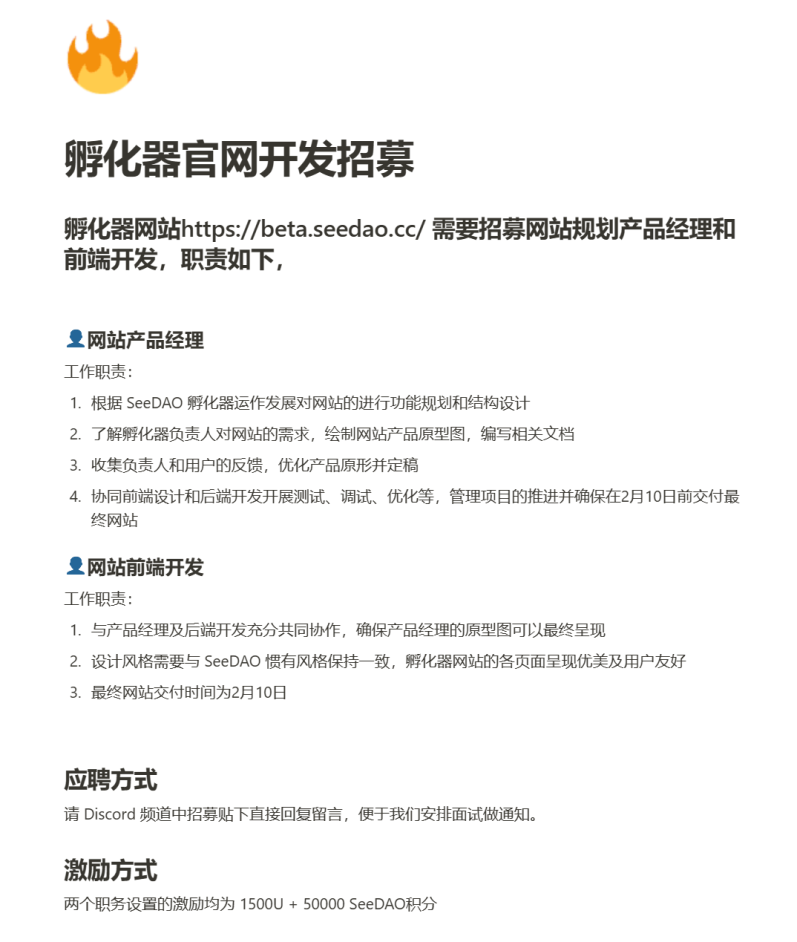 孵化器官网开发招募
孵化器网站https://beta.seedao.cc/ 需要招募网站规划产品经理和
前端开发，职责如下，
网站产品经理
工作职责：
1. 根据 SeeDAO 孵化器运作发展对网站的进行功能规划和结构设计
2. 了解孵化器负责人对网站的需求，绘制网站产品原型图，编写相关文档
3. 收集负责人和用户的反馈，优化产品原形并定稿
4. 协同前端设计和后端开发开展测试、调试、优化等，管理项目的推进并确保在2月10日前交付最
终网站
网站前端开发
工作职责：
1. 与产品经理及后端开发充分共同协作，确保产品经理的原型图可以最终呈现
2. 设计风格需要与 SeeDAO 惯有风格保持一致，孵化器网站的各页面呈现优美及用户友好
3. 最终网站交付时间为2月10日
应聘方式
请 Discord 频道中招募贴下直接回复留言，便于我们安排面试做通知。
激励方式
两个职务设置的激励均为 1500U + 50000 SeeDAO积分